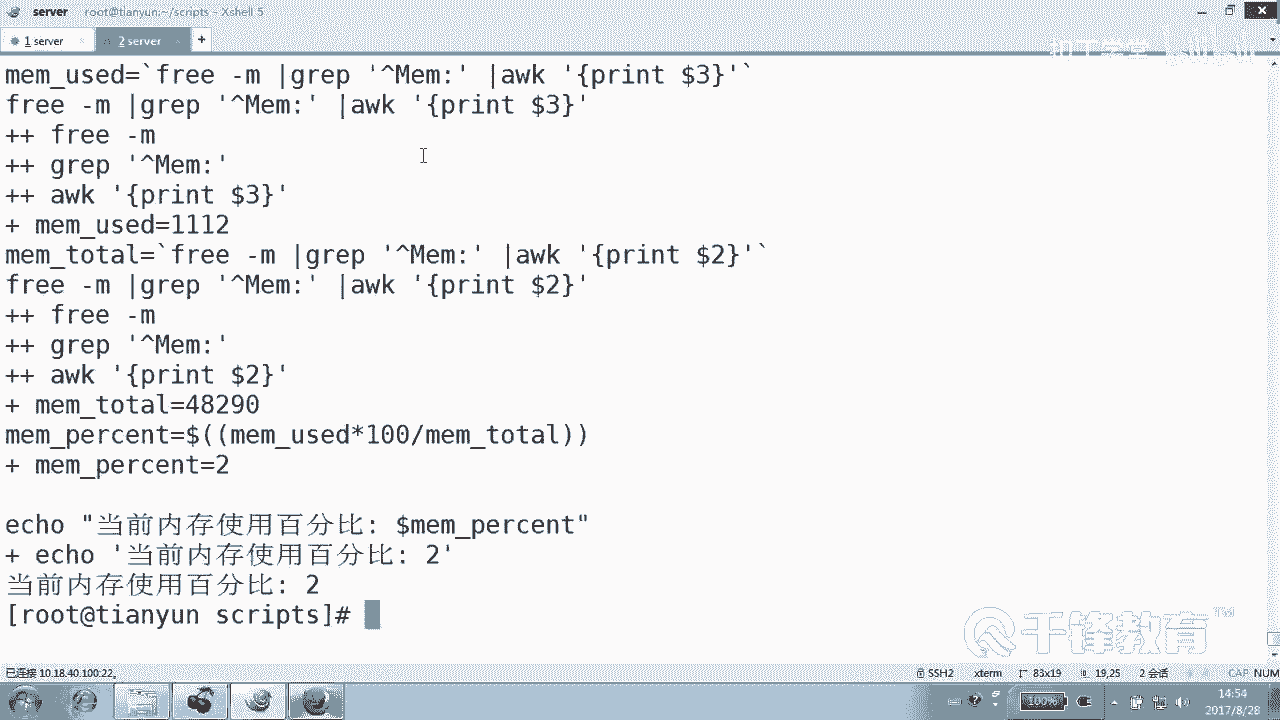 server root@tianyun:~/scripts - Xshell 5
1 server × 2 server × +
扣丁学堂
mem_used=`free -m |grep '^Mem:' |awk '{print $3}'`
free -m |grep '^Mem:' |awk '{print $3}'
++ free -m
++ grep '^Mem:'
++ awk '{print $3}'
+ mem_used=1112
mem_total=`free -m |grep '^Mem:' |awk '{print $2}'`
free -m |grep '^Mem:' |awk '{print $2}'
++ free -m
++ grep '^Mem:'
++ awk '{print $2}'
+ mem_total=48290
mem_percent=$((mem_used*100/mem_total))
+ mem_percent=2
echo "当前内存使用百分比: $mem_percent"
+ echo '当前内存使用百分比: 2'
当前内存使用百分比: 2
[root@tianyun scripts]#
千锋教育 TM
已连接 10.18.40.100:22。 SSH2 xterm 83x19 19,25 2 会话 CAP NUM
100% 14:54
2017/8/28